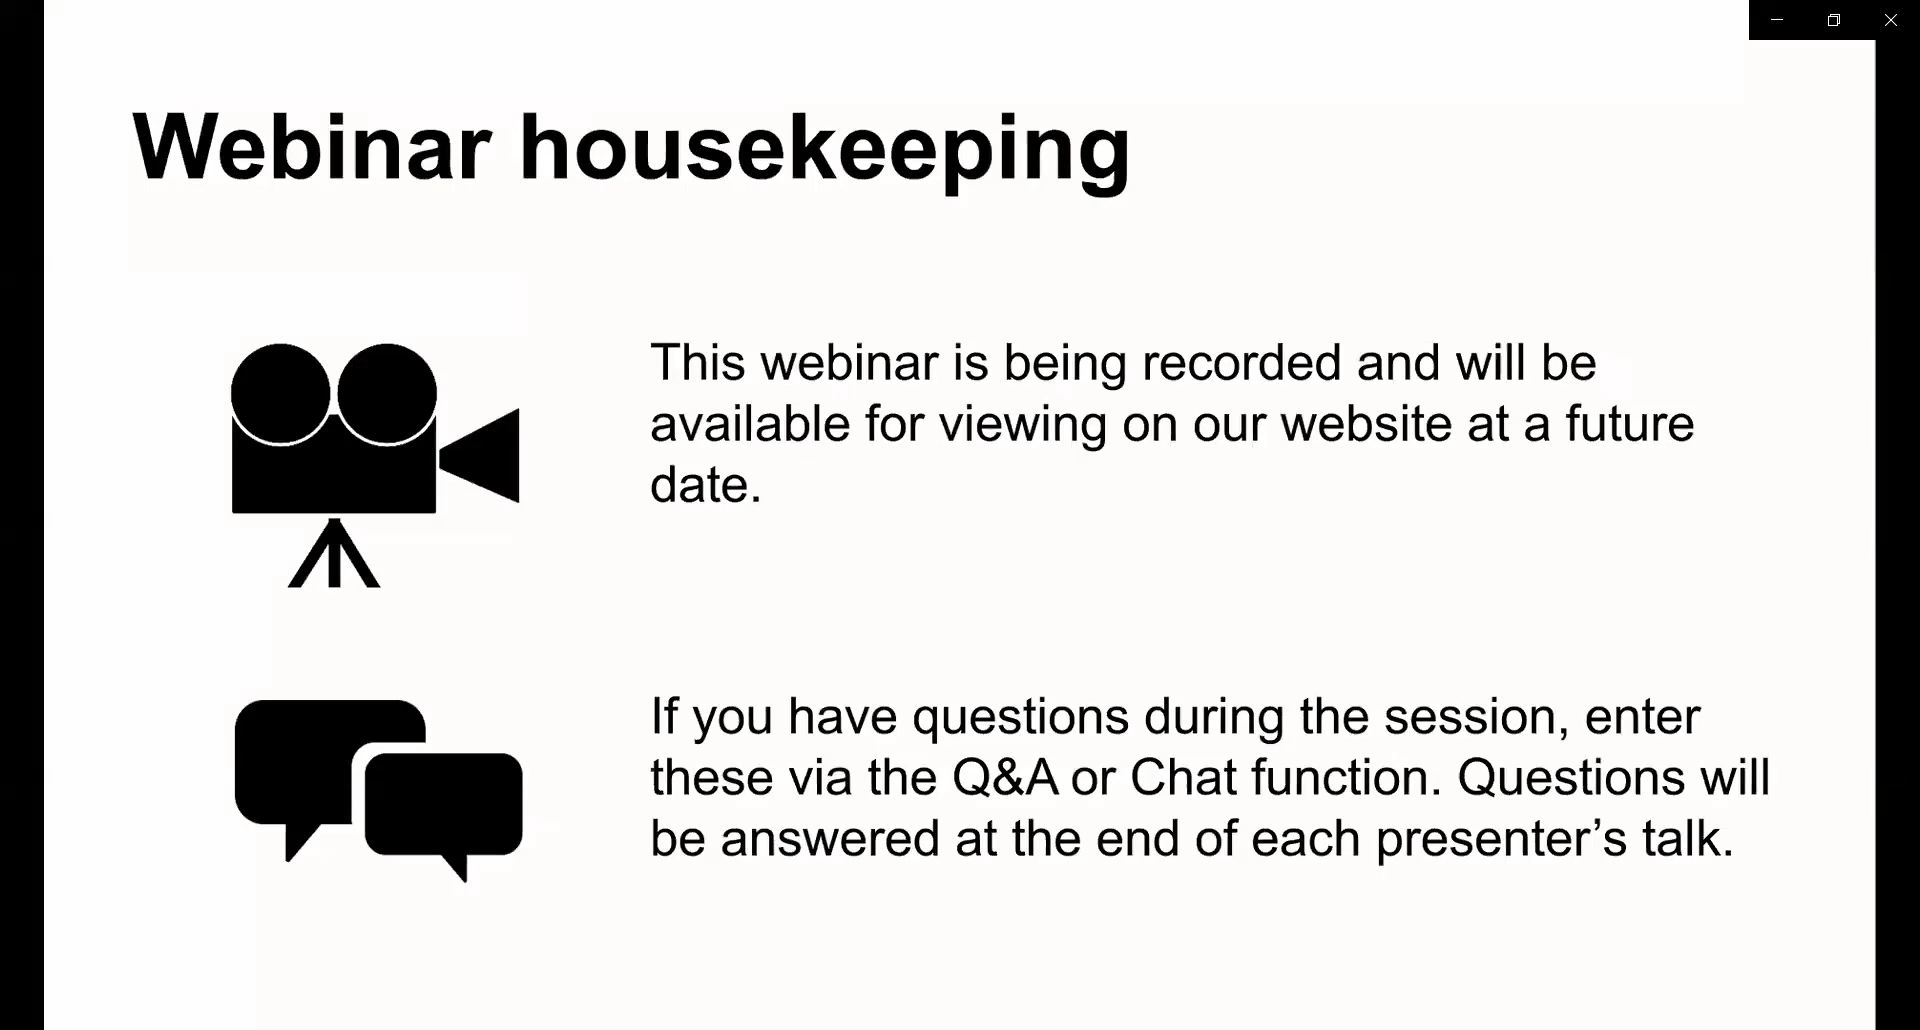 Webinar housekeeping
This webinar is being recorded and will be
available for viewing on our website at a future
date.
If you have questions during the session, enter
these via the Q&A or Chat function. Questions will
be answered at the end of each presenter’s talk.